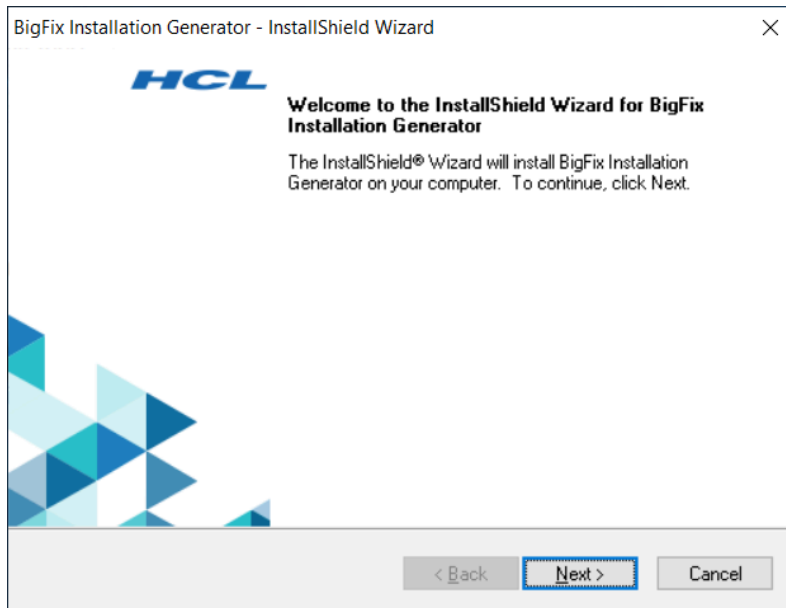 BigFix Installation Generator - InstallShield Wizard
HCL
Welcome to the InstallShield Wizard for BigFix
Installation Generator
The InstallShield® Wizard will install BigFix Installation
Generator on your computer. To continue, click Next.
< Back
Next >
Cancel